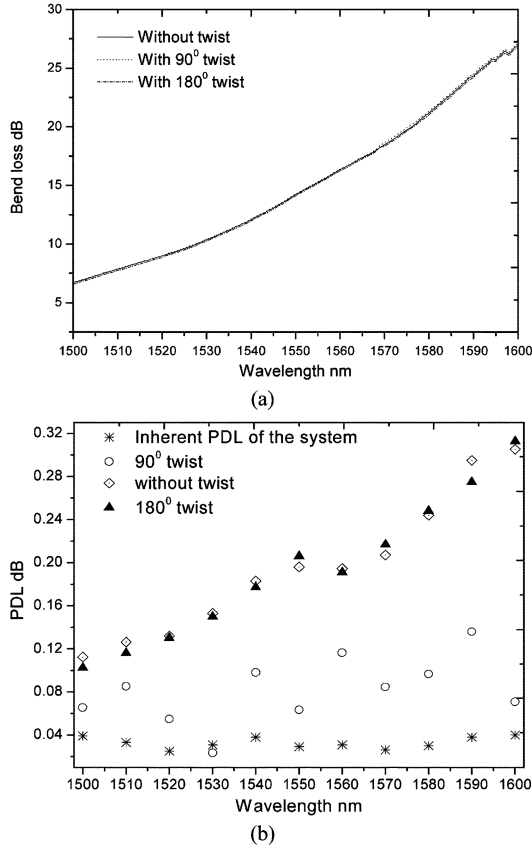 30
25
20
15
10
5
Bend loss dB
Without twist
With 90⁰ twist
With 180⁰ twist
1500 1510 1520 1530 1540 1550 1560 1570 1580 1590 1600
Wavelength nm
(a)
0.32
0.28
0.24
0.20
0.16
0.12
0.08
0.04
PDL dB
Inherent PDL of the system
90⁰ twist
without twist
180⁰ twist
1500 1510 1520 1530 1540 1550 1560 1570 1580 1590 1600
Wavelength nm
(b)